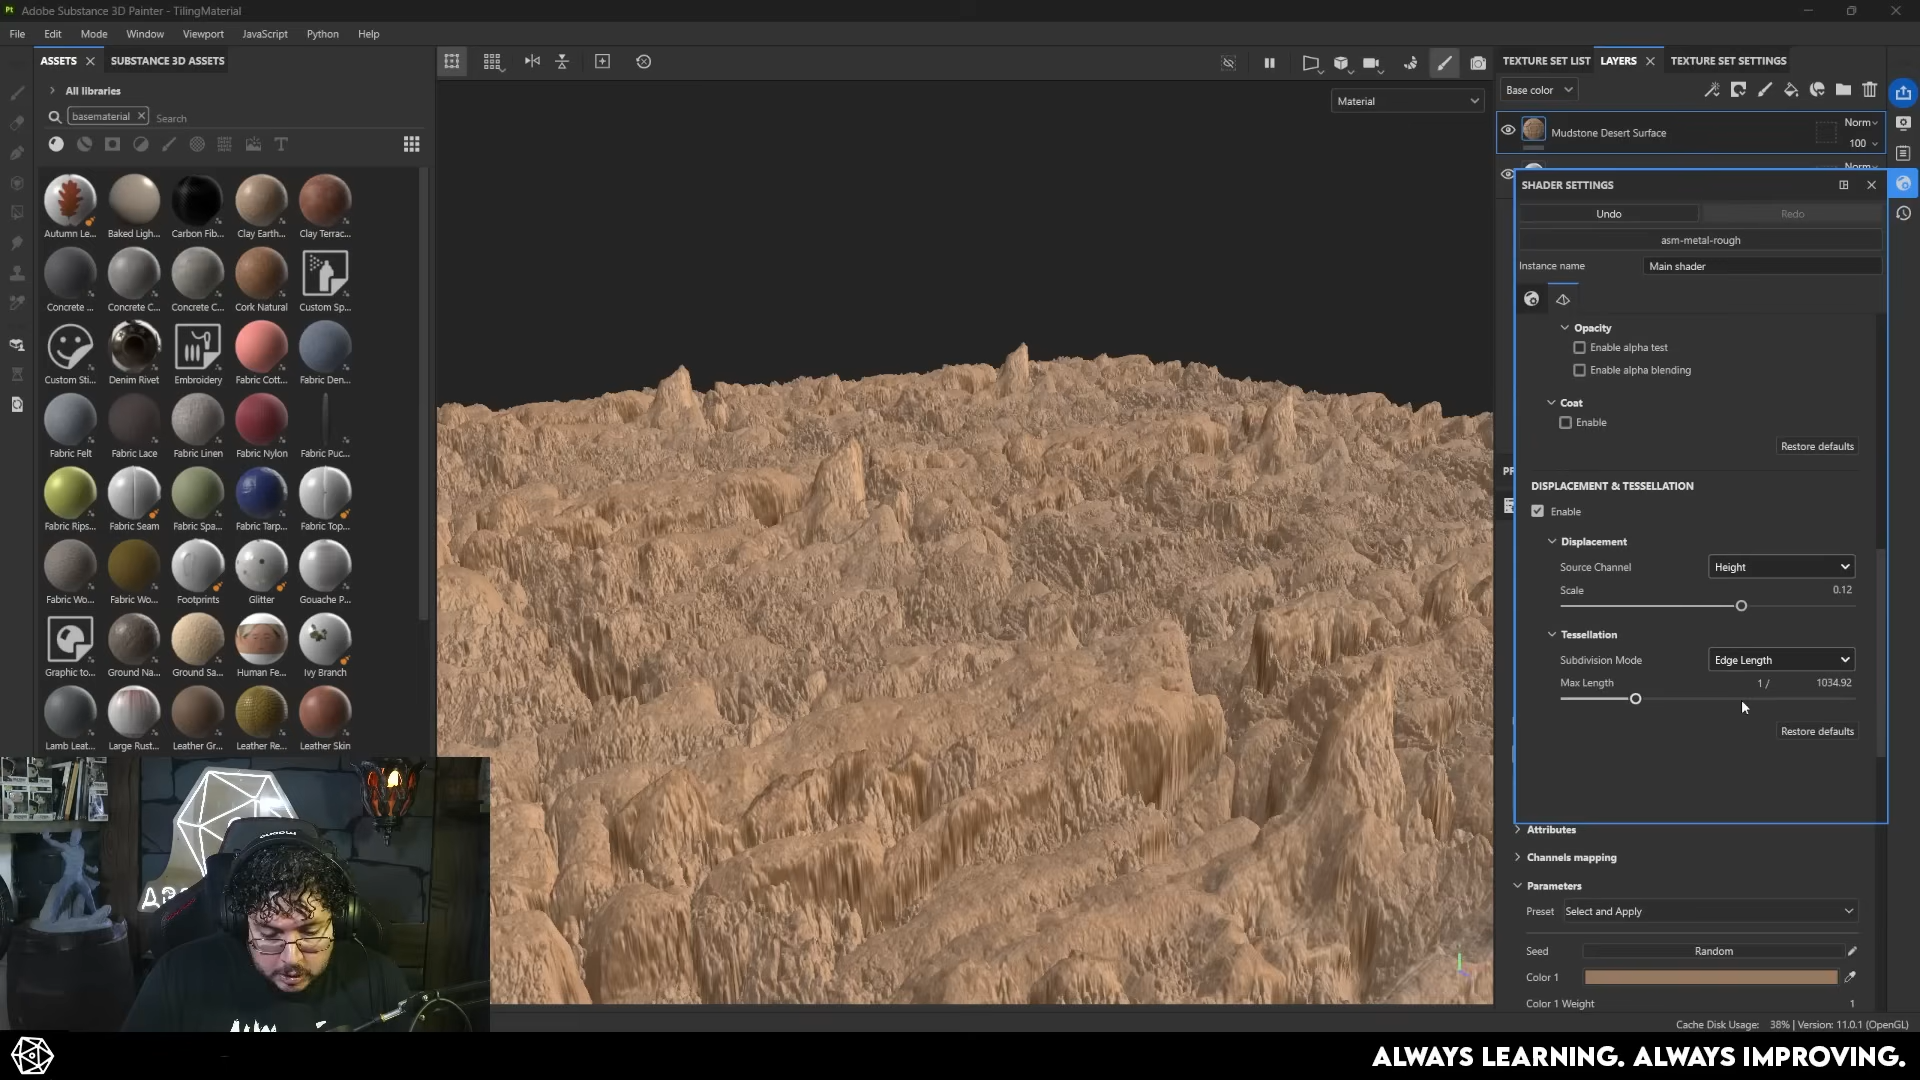 Pt Adobe Substance 3D Painter - TilingMaterial
File Edit Mode Window Viewport JavaScript Python Help
ASSETS SUBSTANCE 3D ASSETS
All libraries
basematerial Search
Autumn Le... Baked Ligh... Carbon Fib... Clay Earth... Clay Terrac...
Concrete ... Concrete C... Concrete C... Cork Natural Custom Sp...
Custom Sti... Denim Rivet Embroidery Fabric Cott... Fabric Den...
Fabric Felt Fabric Lace Fabric Linen Fabric Nylon Fabric Puc...
Fabric Rips... Fabric Seam Fabric Spa... Fabric Tarp... Fabric Top...
Fabric Wo... Fabric Wo... Footprints Glitter Gouache P...
Graphic to... Ground Na... Ground Sa... Human Fe... Ivy Branch
Lamb Leat... Large Rust... Leather Gr... Leather Re... Leather Skin
Material
TEXTURE SET LIST LAYERS TEXTURE SET SETTINGS
Base color
Mudstone Desert Surface
Norm
100
Norm
SHADER SETTINGS
Undo Redo
asm-metal-rough
Instance name Main shader
Opacity
Enable alpha test
Enable alpha blending
Coat
Enable
Restore defaults
DISPLACEMENT & TESSELLATION
Enable
Displacement
Source Channel Height
Scale 0.12
Tessellation
Subdivision Mode Edge Length
Max Length 1 / 1034.92
Restore defaults
Attributes
Channels mapping
Parameters
Preset Select and Apply
Seed Random
Color 1
Color 1 Weight 1
Cache Disk Usage: 38% | Version: 11.0.1 (OpenGL)
ALWAYS LEARNING. ALWAYS IMPROVING.